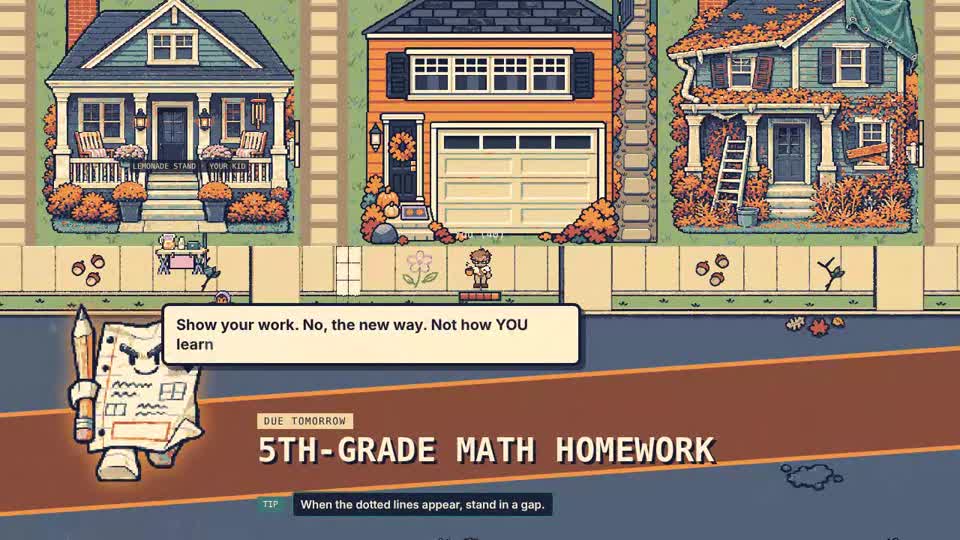 LEMONADE STAND · YOUR KID
Show your work. No, the new way. Not how YOU
learn
DUE TOMORROW
5TH-GRADE MATH HOMEWORK
TIP
When the dotted lines appear, stand in a gap.